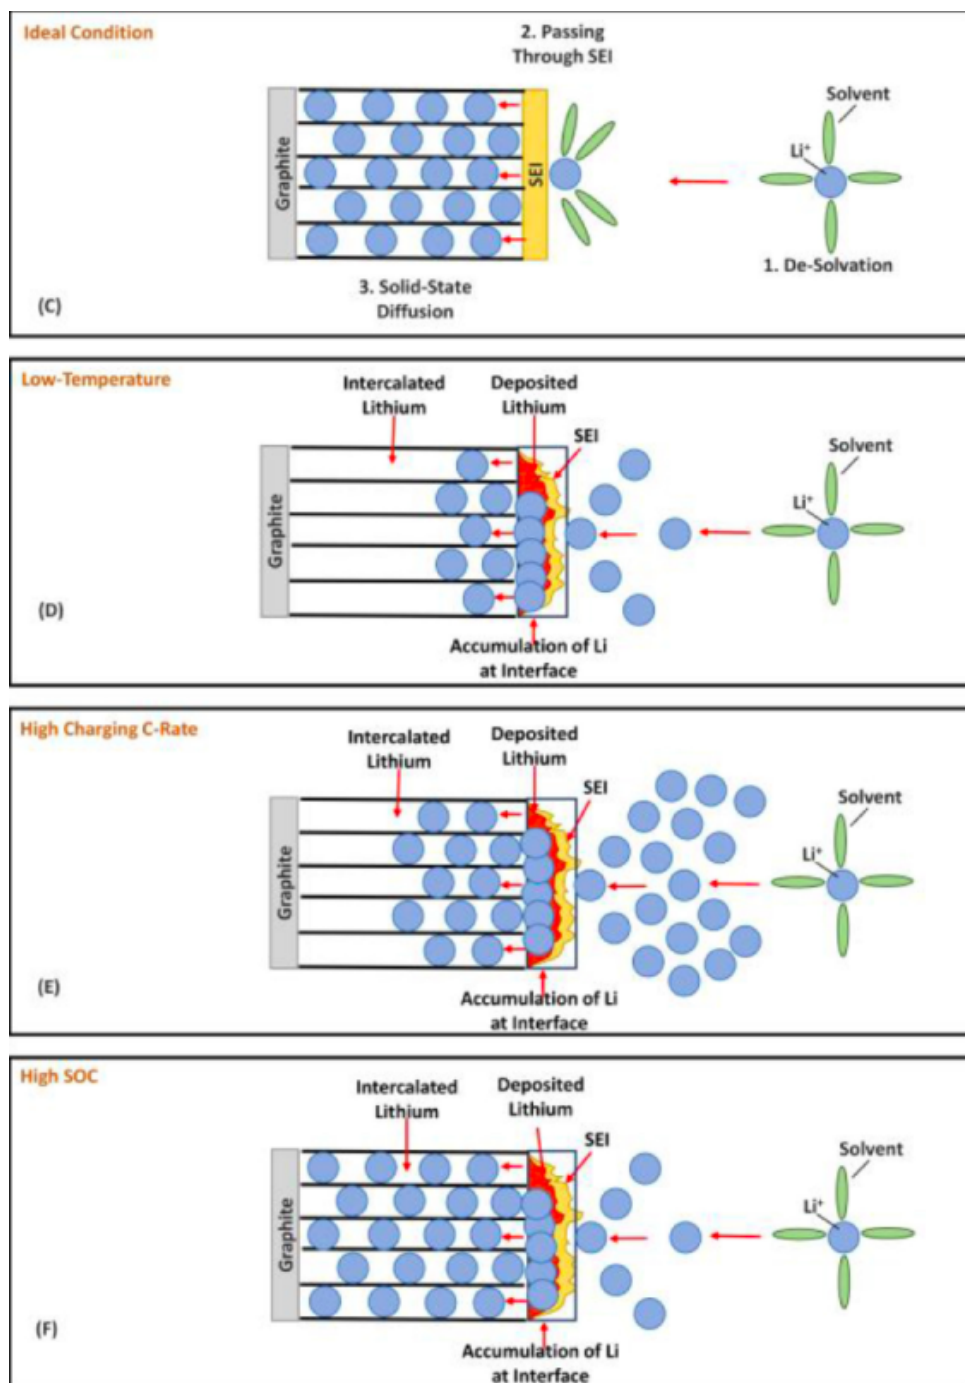 Ideal Condition
2. Passing
Through SEI
Solvent
Li⁺
Graphite
SEI
1. De-Solvation
3. Solid-State
Diffusion
(C)
Low-Temperature
Intercalated
Lithium
Deposited
Lithium
SEI
Solvent
Li⁺
Graphite
(D)
Accumulation of Li
at Interface
High Charging C-Rate
Intercalated
Lithium
Deposited
Lithium
SEI
Solvent
Li⁺
Graphite
(E)
Accumulation of Li
at Interface
High SOC
Intercalated
Lithium
Deposited
Lithium
SEI
Solvent
Li⁺
Graphite
(F)
Accumulation of Li
at Interface